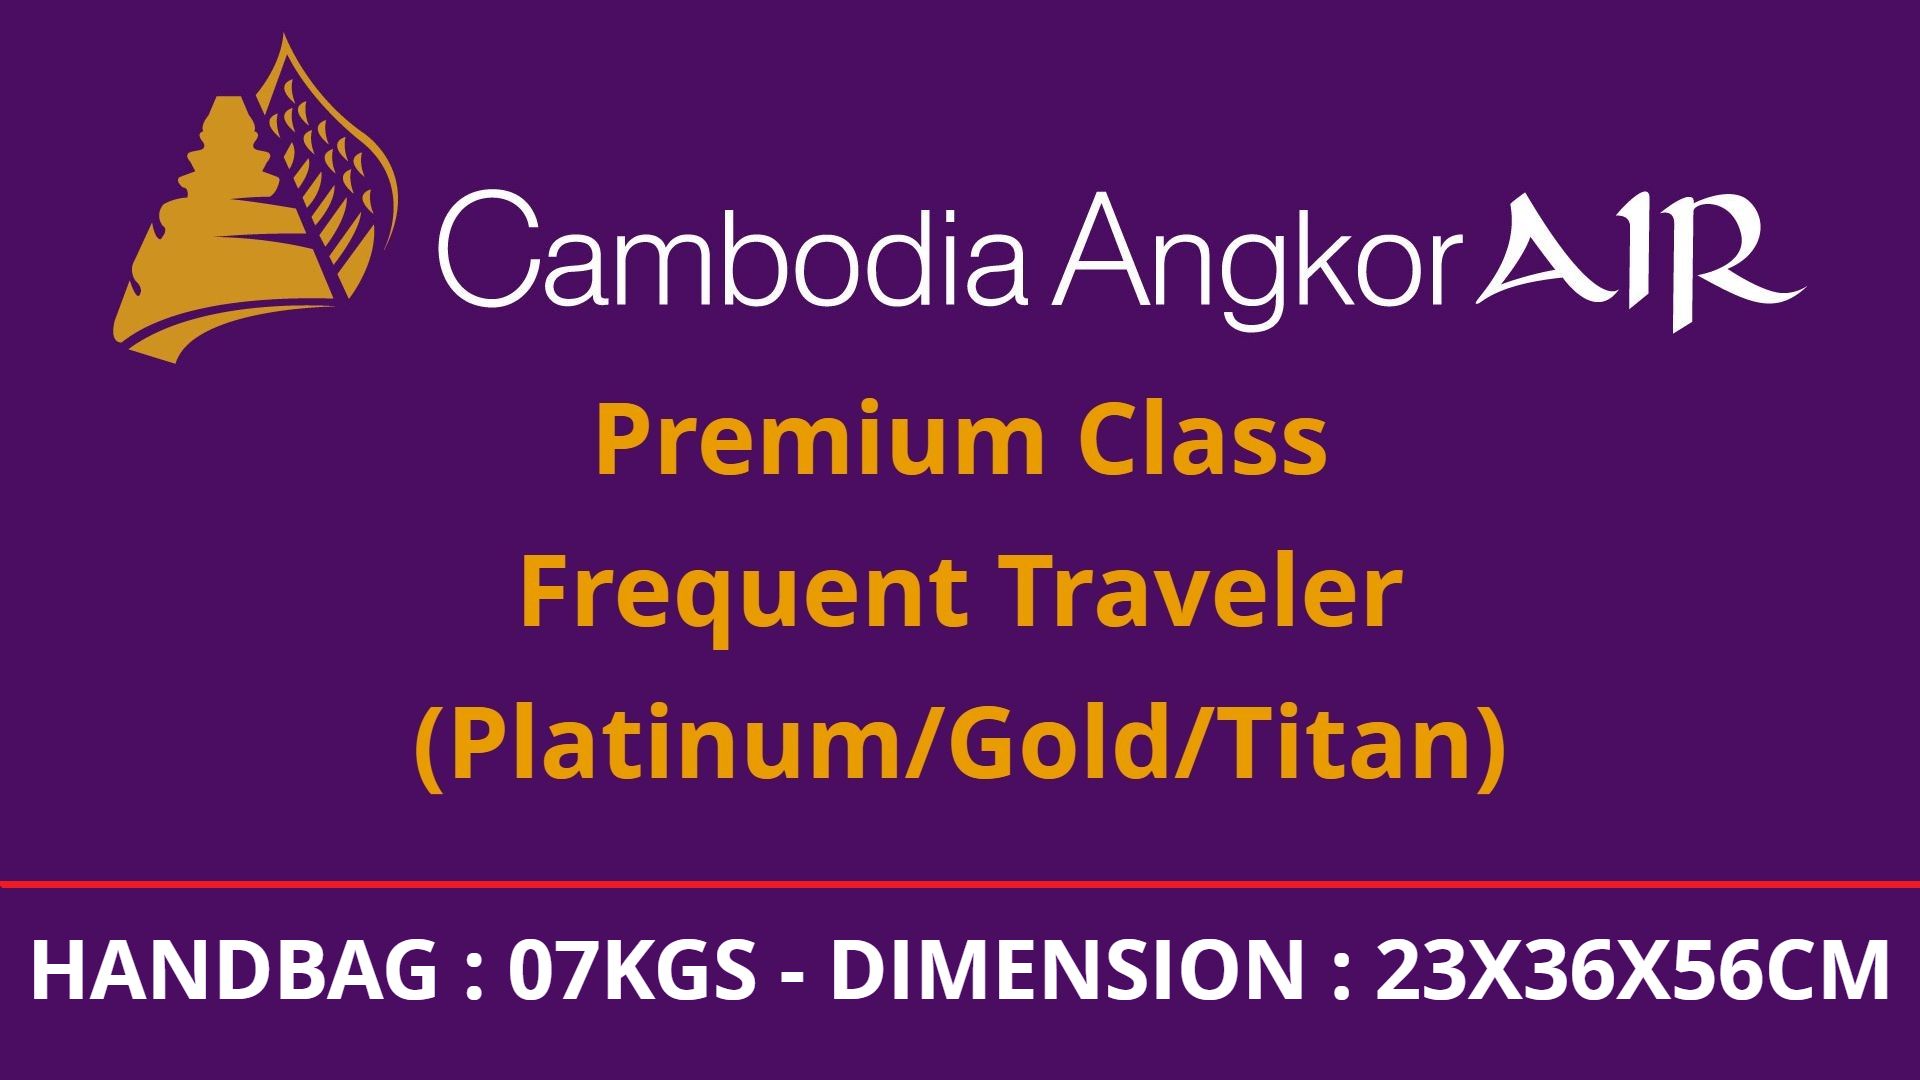 Cambodia Angkor AIR
Premium Class
Frequent Traveler
(Platinum/Gold/Titan)
HANDBAG : 07KGS - DIMENSION : 23X36X56CM